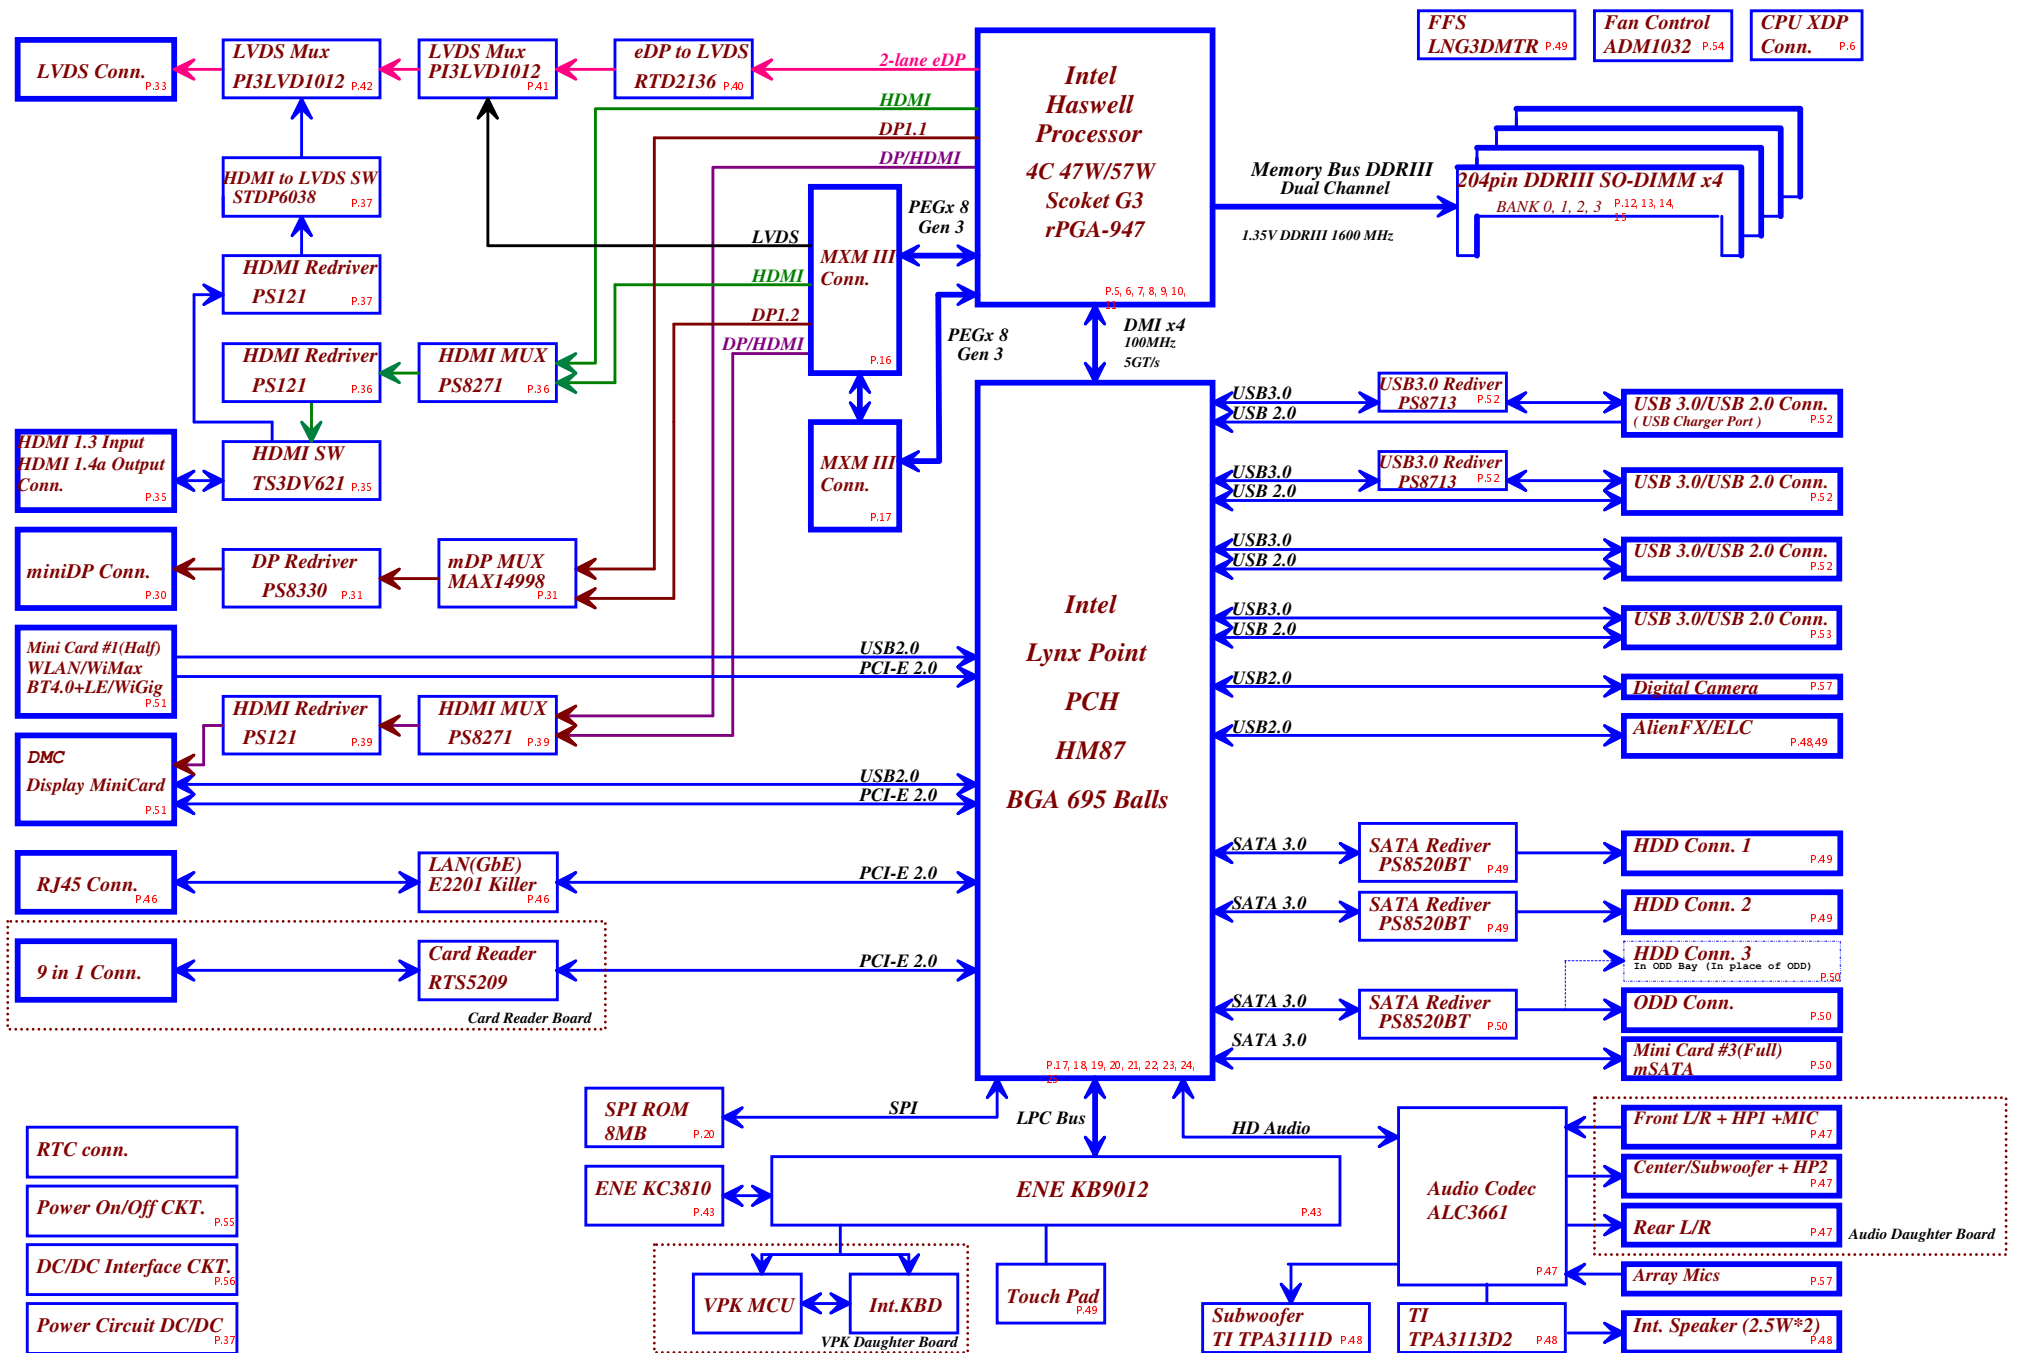 FFS
LNG3DMTR P.49
Fan Control
ADM1032 P.54
CPU XDP
Conn. P.6
LVDS Conn.
P.33
LVDS Mux
PI3LVD1012 P.42
LVDS Mux
PI3LVD1012
P.41
eDP to LVDS
RTD2136 P.40
2-lane eDP
HDMI
DP1.1
DP/HDMI
Intel
Haswell
Processor
4C 47W/57W
Scoket G3
rPGA-947
P.5, 6, 7, 8, 9, 10,
11
Memory Bus DDRIII
Dual Channel
1.35V DDRIII 1600 MHz
204pin DDRIII SO-DIMM x4
BANK 0, 1, 2, 3 P.12, 13, 14,
15
HDMI to LVDS SW
STDP6038 P.37
HDMI Redriver
PS121 P.37
PEGx 8
Gen 3
LVDS
HDMI
DP1.2
DP/HDMI
MXM III
Conn.
P.16
PEGx 8
Gen 3
DMI x4
100MHz
5GT/s
HDMI Redriver
PS121 P.36
HDMI MUX
PS8271 P.36
HDMI 1.3 Input
HDMI 1.4a Output
Conn.
P.35
HDMI SW
TS3DV621 P.35
MXM III
Conn.
P.17
miniDP Conn.
P.30
DP Redriver
PS8330 P.31
mDP MUX
MAX14998
P.31
Mini Card #1(Half)
WLAN/WiMax
BT4.0+LE/WiGig
P.51
USB2.0
PCI-E 2.0
HDMI Redriver
PS121 P.39
HDMI MUX
PS8271 P.39
DMC
Display MiniCard
P.51
USB2.0
PCI-E 2.0
RJ45 Conn.
P.46
LAN(GbE)
E2201 Killer
P.46
PCI-E 2.0
9 in 1 Conn.
Card Reader
RTS5209
PCI-E 2.0
Card Reader Board
Intel
Lynx Point
PCH
HM87
BGA 695 Balls
P.17, 18, 19, 20, 21, 22, 23, 24,
25
USB3.0
USB 2.0
USB3.0 Rediver
PS8713 P.52
USB 3.0/USB 2.0 Conn.
( USB Charger Port ) P.52
USB3.0
USB 2.0
USB3.0 Rediver
PS8713 P.52
USB 3.0/USB 2.0 Conn.
P.52
USB3.0
USB 2.0
USB 3.0/USB 2.0 Conn.
P.52
USB3.0
USB 2.0
USB 3.0/USB 2.0 Conn.
P.53
USB2.0
Digital Camera P.57
USB2.0
AlienFX/ELC
P.48,49
SATA 3.0
SATA Rediver
PS8520BT P.49
HDD Conn. 1
P.49
SATA 3.0
SATA Rediver
PS8520BT P.49
HDD Conn. 2
P.49
HDD Conn. 3
In ODD Bay (In place of ODD)
P.50
SATA 3.0
SATA Rediver
PS8520BT P.50
ODD Conn.
P.50
SATA 3.0
Mini Card #3(Full)
mSATA P.50
SPI ROM
8MB P.20
SPI
LPC Bus
HD Audio
ENE KC3810
P.43
ENE KB9012
P.43
Audio Codec
ALC3661
P.47
Front L/R + HP1 +MIC
P.47
Center/Subwoofer + HP2
P.47
Rear L/R P.47
Audio Daughter Board
Array Mics P.57
VPK MCU
Int.KBD
VPK Daughter Board
Touch Pad
P.49
Subwoofer
TI TPA3111D P.48
TI
TPA3113D2 P.48
Int. Speaker (2.5W*2)
P.48
RTC conn.
Power On/Off CKT.
P.55
DC/DC Interface CKT.
P.56
Power Circuit DC/DC
P.37